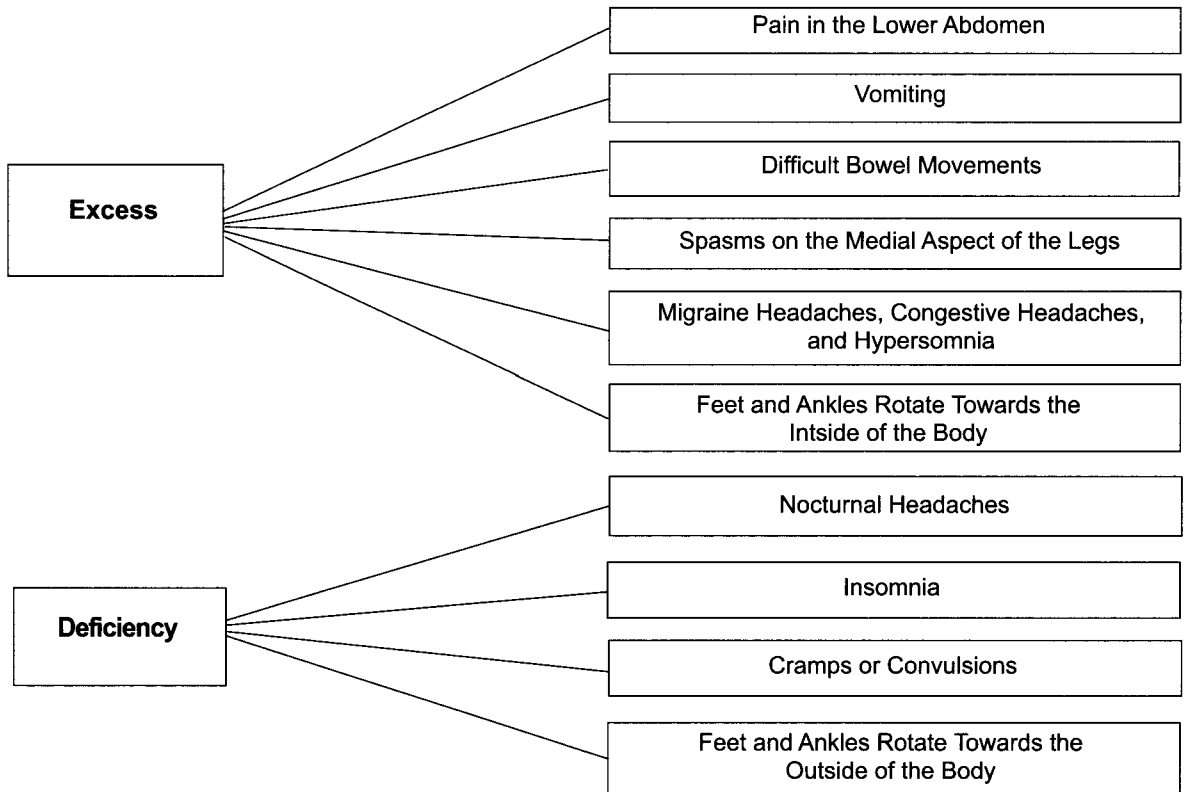 Pain in the Lower Abdomen
Vomiting
Difficult Bowel Movements
Excess
Spasms on the Medial Aspect of the Legs
Migraine Headaches, Congestive Headaches,
and Hypersomnia
Feet and Ankles Rotate Towards the
Intside of the Body
Nocturnal Headaches
Insomnia
Deficiency
Cramps or Convulsions
Feet and Ankles Rotate Towards the
Outside of the Body